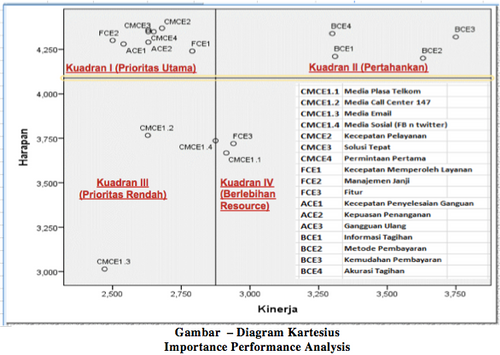 CMCE3
CMCE2
FCE2
CMCE4
ACE1
ACE2
FCE1
BCE4
BCE3
BCE1
BCE2
Kuadran I (Prioritas Utama)
Kuadran II (Pertahankan)
4,250
4,000
3,750
3,500
3,250
3,000
Harapan
CMCE1.2
CMCE1.4
FCE3
CMCE1.1
Kuadran III
(Prioritas Rendah)
Kuadran IV
(Berlebihan
Resource)
CMCE1.3
CMCE1.1 Media Plasa Telkom
CMCE1.2 Media Call Center 147
CMCE1.3 Media Email
CMCE1.4 Media Sosial (FB n twitter)
CMCE2 Kecepatan Pelayanan
CMCE3 Solusi Tepat
CMCE4 Permintaan Pertama
FCE1 Kecepatan Memperoleh Layanan
FCE2 Manajemen Janji
FCE3 Fitur
ACE1 Kecepatan Penyelesaian Ganguan
ACE2 Kepuasan Penanganan
ACE3 Gangguan Ulang
BCE1 Informasi Tagihan
BCE2 Metode Pembayaran
BCE3 Kemudahan Pembayaran
BCE4 Akurasi Tagihan
2,500 2,750 3,000 3,250 3,500 3,750
Kinerja
Gambar – Diagram Kartesius
Importance Performance Analysis